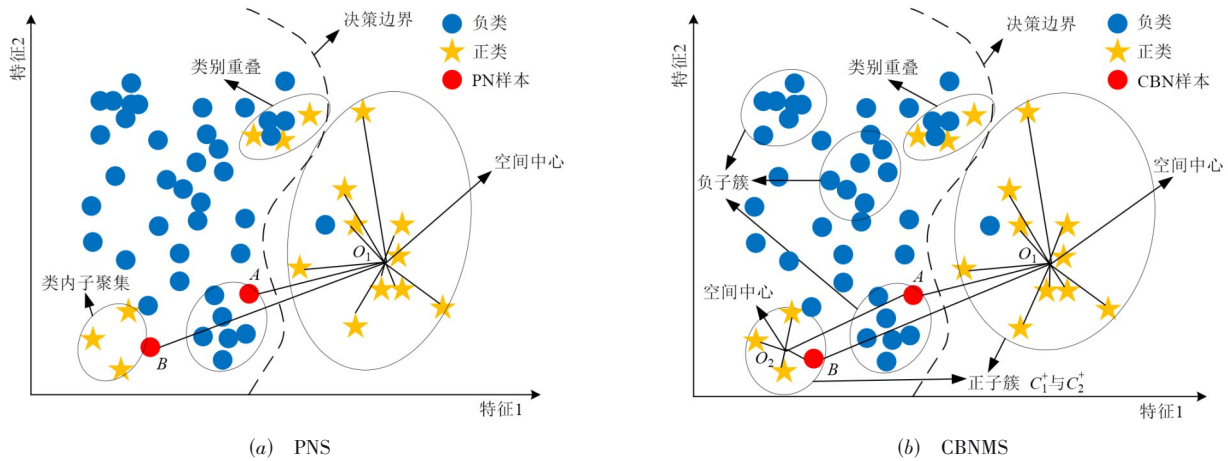 特征2
决策边界
负类
正类
PN样本
类别重叠
空间中心
O1
A
类内子聚集
B
特征1
(a) PNS
特征2
决策边界
负类
正类
CBN样本
类别重叠
空间中心
负子簇
O1
A
空间中心
O2
B
正子簇 C1+与C2+
特征1
(b) CBNMS